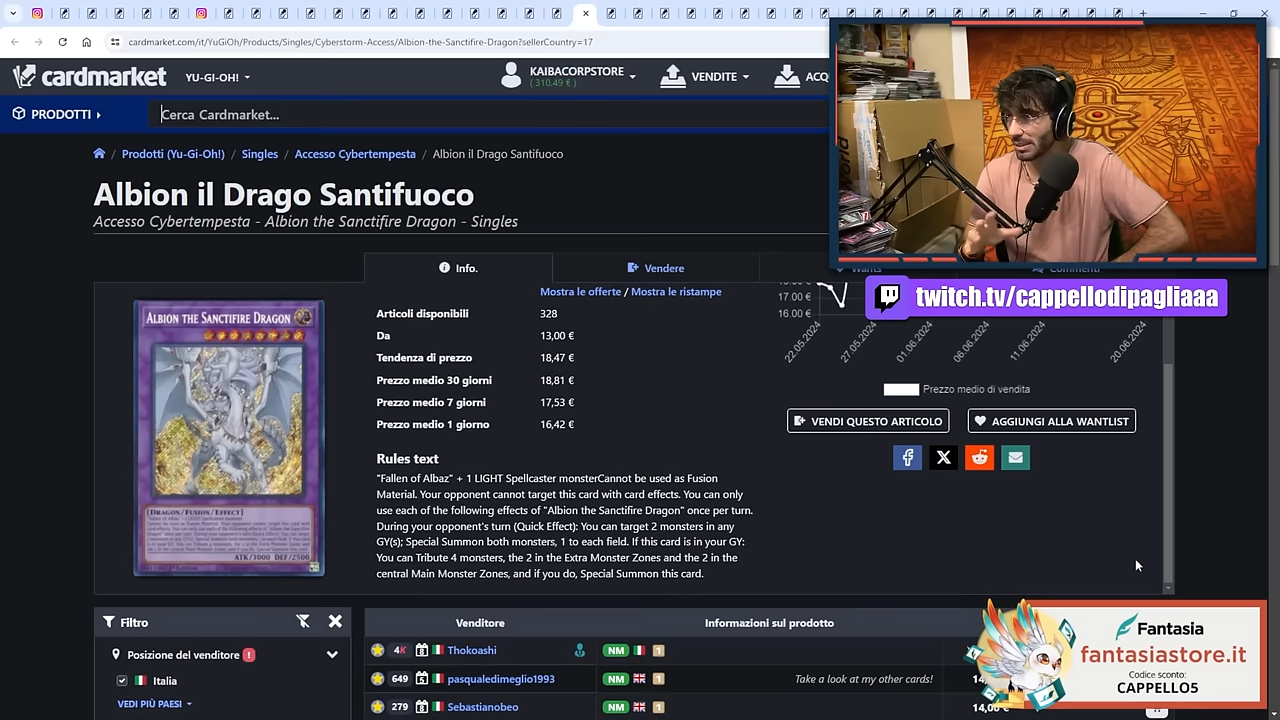 cardmarket.com/YuGiOh/Products/Singles/Cyberstorm-Access/Albion-the-Sanctifire-Dragon?sellerCountry=17
cardmarket
YU-GI-OH!
KAIBACORPSTORE
(310,49 €)
VENDITE
ACQ
PRODOTTI
Cerca Cardmarket...
Prodotti (Yu-Gi-Oh!) / Singles / Accesso Cybertempesta / Albion il Drago Santifuoco
Albion il Drago Santifuoco
Accesso Cybertempesta - Albion the Sanctifire Dragon - Singles
Info.
Vendere
Wants
Commenti
twitch.tv/cappellodipagliaaa
Mostra le offerte / Mostra le ristampe
Articoli disponibili 328
Da 13,00 €
Tendenza di prezzo 18,47 €
Prezzo medio 30 giorni 18,81 €
Prezzo medio 7 giorni 17,53 €
Prezzo medio 1 giorno 16,42 €
17.00 €
16.00 €
22.05.2024
27.05.2024
01.06.2024
06.06.2024
11.06.2024
20.06.2024
Prezzo medio di vendita
VENDI QUESTO ARTICOLO
AGGIUNGI ALLA WANTLIST
ALBION THE SANCTIFIRE DRAGON
[DRAGON/FUSION/EFFECT]
ATK/3000 DEF/2500
Rules text
"Fallen of Albaz" + 1 LIGHT Spellcaster monsterCannot be used as Fusion
Material. Your opponent cannot target this card with card effects. You can only
use each of the following effects of "Albion the Sanctifire Dragon" once per turn.
During your opponent's turn (Quick Effect): You can target 2 monsters in any
GY(s); Special Summon both monsters, 1 to each field. If this card is in your GY:
You can Tribute 4 monsters, the 2 in the Extra Monster Zones and the 2 in the
central Main Monster Zones, and if you do, Special Summon this card.
Filtro
Posizione del venditore
Italia
VEDI PIÙ PAESI
Venditore
Informazioni sul prodotto
4K Thokorashi NM 1
649 pasqualedimeglio1993 NM 1 Take a look at my other cards!
279 Sebastianobeo NM 1 14,00 €
Fantasia
fantasiastore.it
Codice sconto:
CAPPELLO5